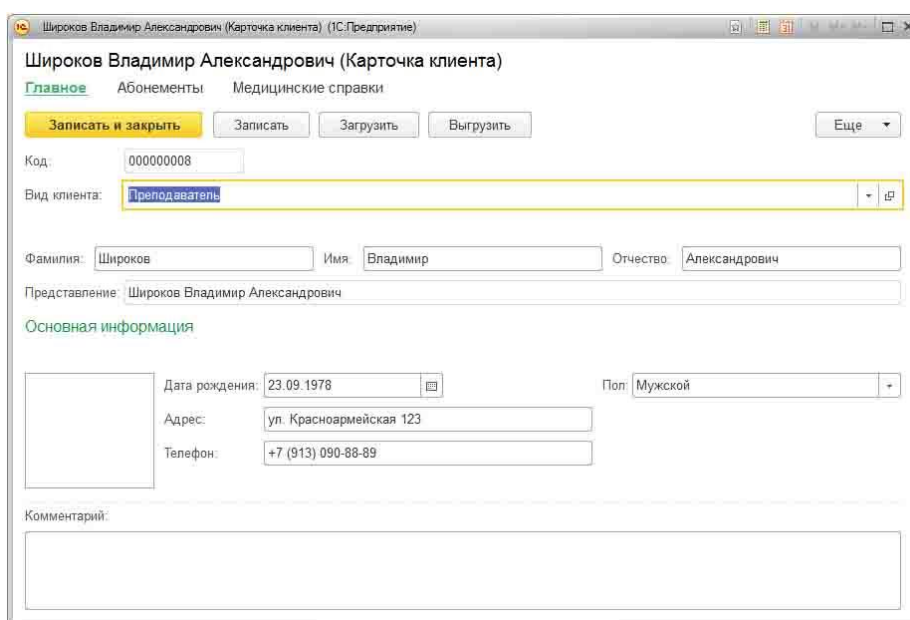 Широков Владимир Александрович (Карточка клиента) (1С:Предприятие)
Широков Владимир Александрович (Карточка клиента)
Главное Абонементы Медицинские справки
Записать и закрыть Записать Загрузить Выгрузить Еще
Код: 000000008
Вид клиента: Преподаватель
Фамилия: Широков Имя: Владимир Отчество: Александрович
Представление: Широков Владимир Александрович
Основная информация
Дата рождения: 23.09.1978 Пол: Мужской
Адрес: ул. Красноармейская 123
Телефон: +7 (913) 090-88-89
Комментарий: